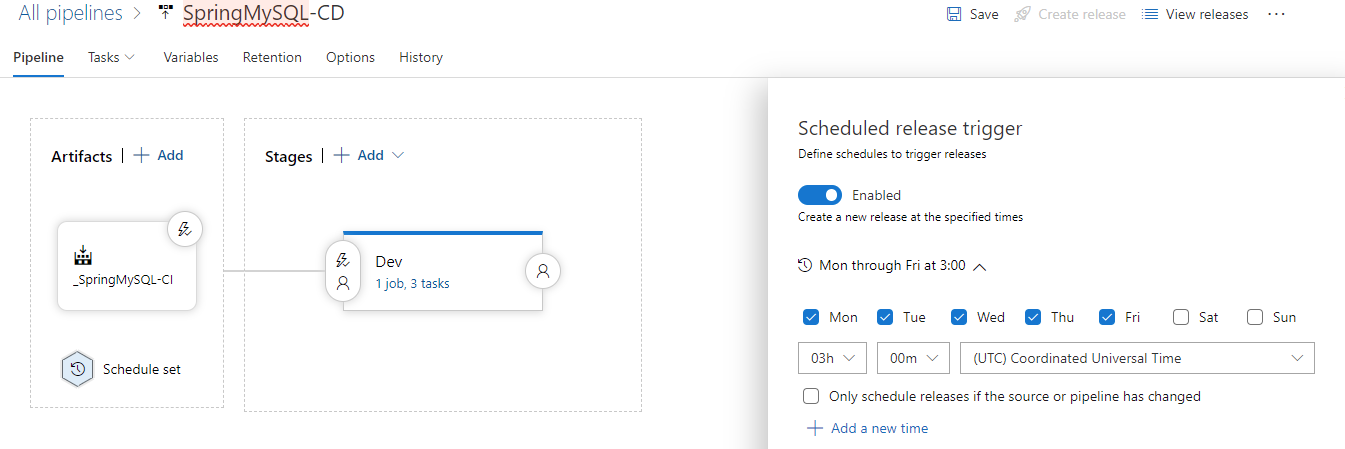 All pipelines > SpringMySQL-CD
Save Create release View releases ...
Pipeline Tasks Variables Retention Options History
Artifacts | + Add
Stages | + Add
_SpringMySQL-CI
Dev
1 job, 3 tasks
Schedule set
Scheduled release trigger
Define schedules to trigger releases
Enabled
Create a new release at the specified times
Mon through Fri at 3:00
Mon Tue Wed Thu Fri Sat Sun
03h 00m (UTC) Coordinated Universal Time
Only schedule releases if the source or pipeline has changed
+ Add a new time